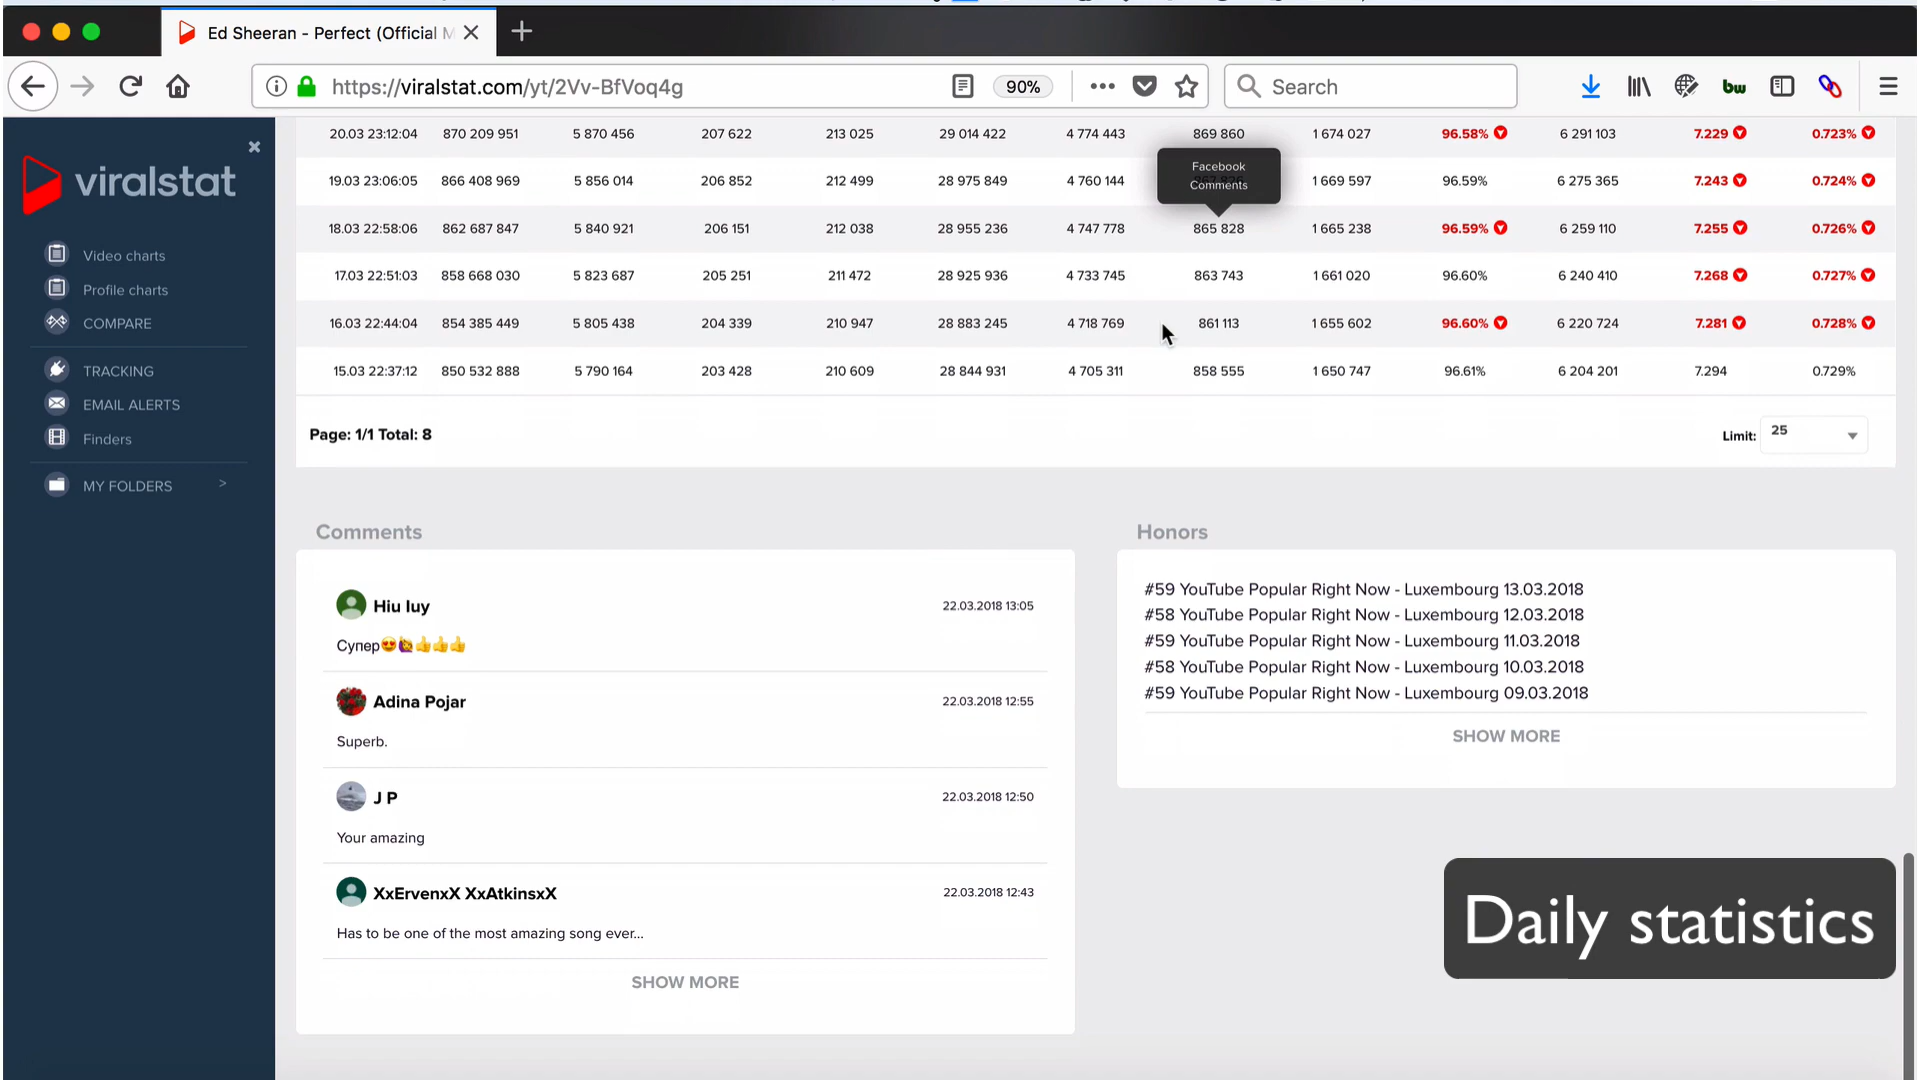 Ed Sheeran - Perfect (Official M
https://viralstat.com/yt/2Vv-BfVoq4g
90%
Search
bw
viralstat
Video charts
Profile charts
COMPARE
TRACKING
EMAIL ALERTS
Finders
MY FOLDERS >
20.03 23:12:04 870 209 951 5 870 456 207 622 213 025 29 014 422 4 774 443 869 860 1 674 027 96.58% 6 291 103 7.229 0.723%
Facebook
Comments
19.03 23:06:05 866 408 969 5 856 014 206 852 212 499 28 975 849 4 760 144 1 669 597 96.59% 6 275 365 7.243 0.724%
18.03 22:58:06 862 687 847 5 840 921 206 151 212 038 28 955 236 4 747 778 865 828 1 665 238 96.59% 6 259 110 7.255 0.726%
17.03 22:51:03 858 668 030 5 823 687 205 251 211 472 28 925 936 4 733 745 863 743 1 661 020 96.60% 6 240 410 7.268 0.727%
16.03 22:44:04 854 385 449 5 805 438 204 339 210 947 28 883 245 4 718 769 861 113 1 655 602 96.60% 6 220 724 7.281 0.728%
15.03 22:37:12 850 532 888 5 790 164 203 428 210 609 28 844 931 4 705 311 858 555 1 650 747 96.61% 6 204 201 7.294 0.729%
Page: 1/1 Total: 8
Limit: 25
Comments
Hiu Iuy 22.03.2018 13:05
Супер😍🙋👍👍👍
Adina Pojar 22.03.2018 12:55
Superb.
J P 22.03.2018 12:50
Your amazing
XxErvenxX XxAtkinsxX 22.03.2018 12:43
Has to be one of the most amazing song ever...
SHOW MORE
Honors
#59 YouTube Popular Right Now - Luxembourg 13.03.2018
#58 YouTube Popular Right Now - Luxembourg 12.03.2018
#59 YouTube Popular Right Now - Luxembourg 11.03.2018
#58 YouTube Popular Right Now - Luxembourg 10.03.2018
#59 YouTube Popular Right Now - Luxembourg 09.03.2018
SHOW MORE
Daily statistics